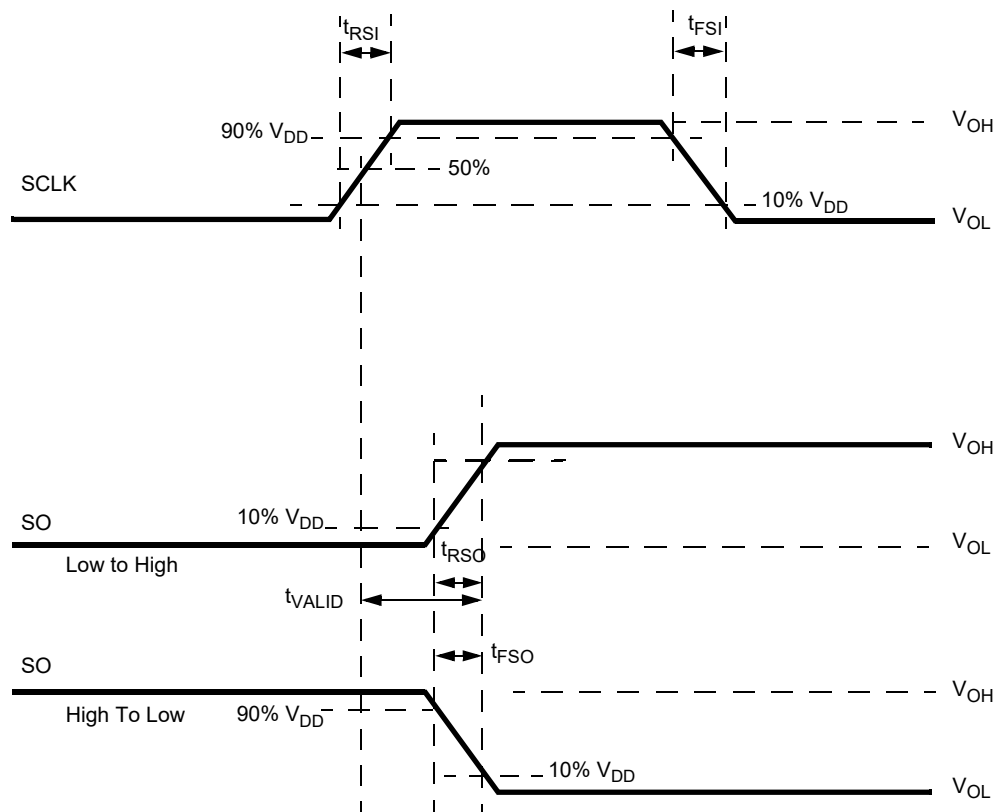 tRSI
tFSI
90% VDD
VOH
50%
SCLK
10% VDD
VOL
VOH
10% VDD
SO
Low to High
tRSO
VOL
tVALID
tFSO
SO
VOH
High To Low
90% VDD
10% VDD
VOL